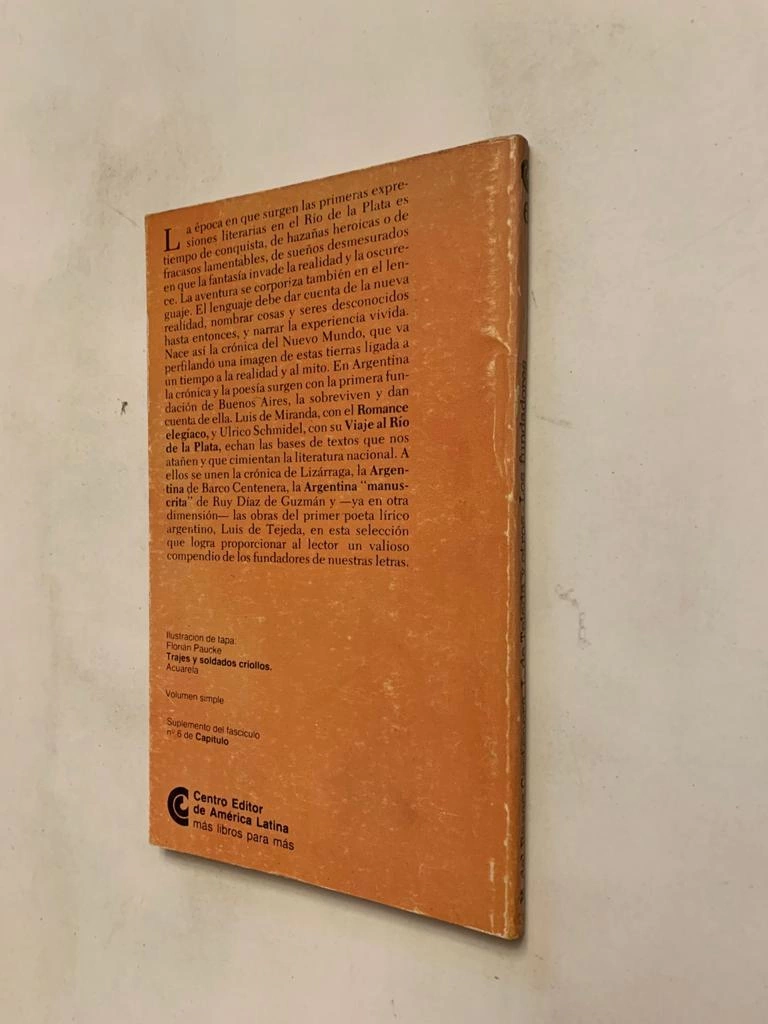 La época en que surgen las primeras expre-
siones literarias en el Río de la Plata es
tiempo de conquista, de hazañas heroicas o de
fracasos lamentables, de sueños desmesurados
en que la fantasía invade la realidad y la oscure-
ce. La aventura se corporiza también en el len-
guaje. El lenguaje debe dar cuenta de la nueva
realidad, nombrar cosas y seres desconocidos
hasta entonces, y narrar la experiencia vivida.
Nace así la crónica del Nuevo Mundo, que va
perfilando una imagen de estas tierras ligada a
un tiempo a la realidad y al mito. En Argentina
la crónica y la poesía surgen con la primera fun-
dación de Buenos Aires, la sobreviven y dan
cuenta de ella. Luis de Miranda, con el Romance
elegíaco, y Ulrico Schmidel, con su Viaje al Río
de la Plata, echan las bases de textos que nos
atañen y que cimientan la literatura nacional. A
ellos se unen la crónica de Lizárraga, la Argen-
tina de Barco Centenera, la Argentina "manus-
crita" de Ruy Díaz de Guzmán y —ya en otra
dimensión— las obras del primer poeta lírico
argentino, Luis de Tejeda, en esta selección
que logra proporcionar al lector un valioso
compendio de los fundadores de nuestras letras.
Ilustración de tapa:
Florián Paucke
Trajes y soldados criollos.
Acuarela
Volumen simple
Suplemento del fascículo
nº 6 de Capítulo
Centro Editor
de América Latina
más libros para más
L. de Tejeda y otros Los fundadores